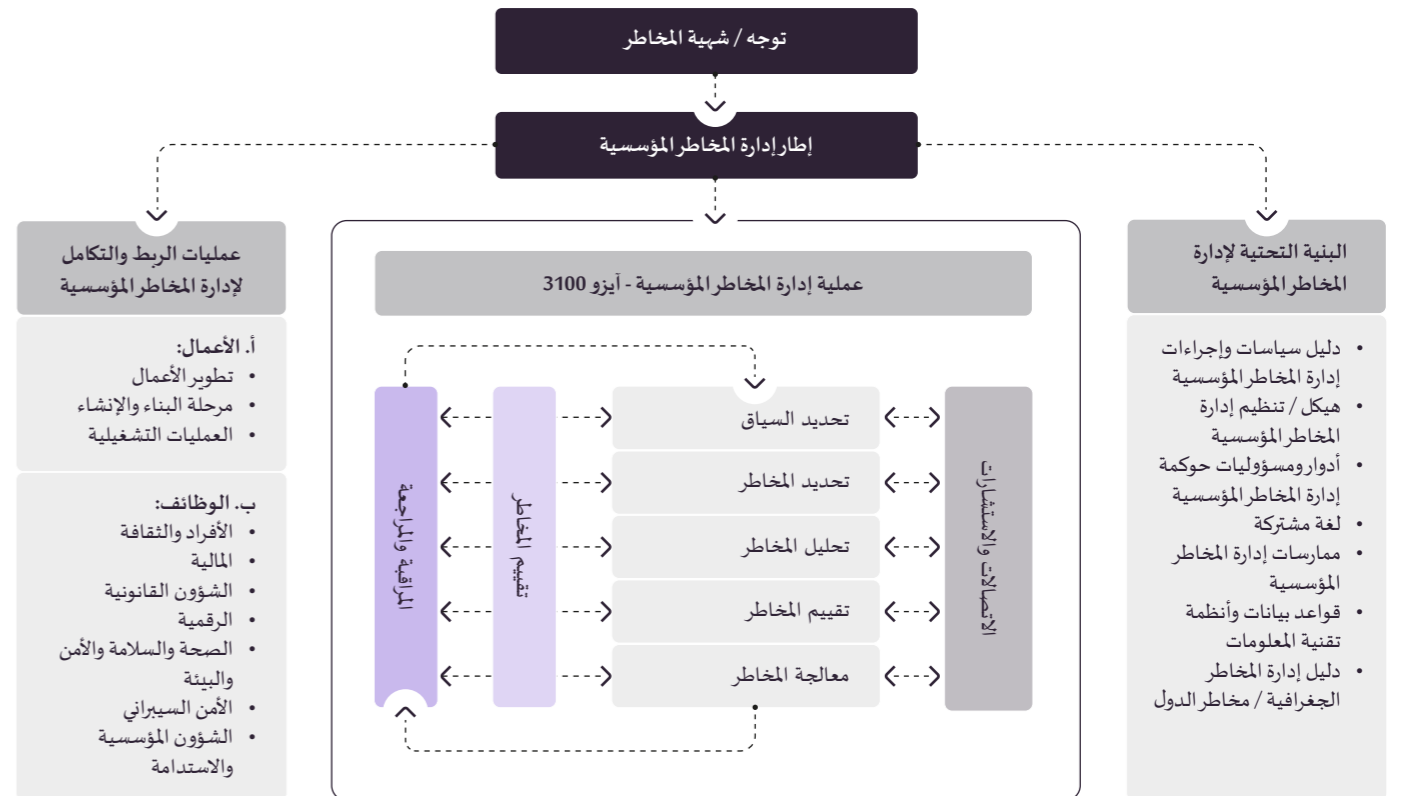 توجه / شهية المخاطر
إطار إدارة المخاطر المؤسسية
البنية التحتية لإدارة
المخاطر المؤسسية
• دليل سياسات وإجراءات
إدارة المخاطر المؤسسية
• هيكل / تنظيم إدارة
المخاطر المؤسسية
• أدوار ومسؤوليات حوكمة
إدارة المخاطر المؤسسية
• لغة مشتركة
• ممارسات إدارة المخاطر
المؤسسية
• قواعد بيانات وأنظمة
تقنية المعلومات
• دليل إدارة المخاطر
الجغرافية / مخاطر الدول
عملية إدارة المخاطر المؤسسية - آيزو 3100
الاتصالات والاستشارات
تحديد السياق
تحديد المخاطر
تحليل المخاطر
تقييم المخاطر
معالجة المخاطر
تقييم المخاطر
المراقبة والمراجعة
عمليات الربط والتكامل
لإدارة المخاطر المؤسسية
أ. الأعمال:
• تطوير الأعمال
• مرحلة البناء والإنشاء
• العمليات التشغيلية
ب. الوظائف:
• الأفراد والثقافة
• المالية
• الشؤون القانونية
• الرقمية
• الصحة والسلامة والأمن
والبيئة
• الأمن السيبراني
• الشؤون المؤسسية
والاستدامة